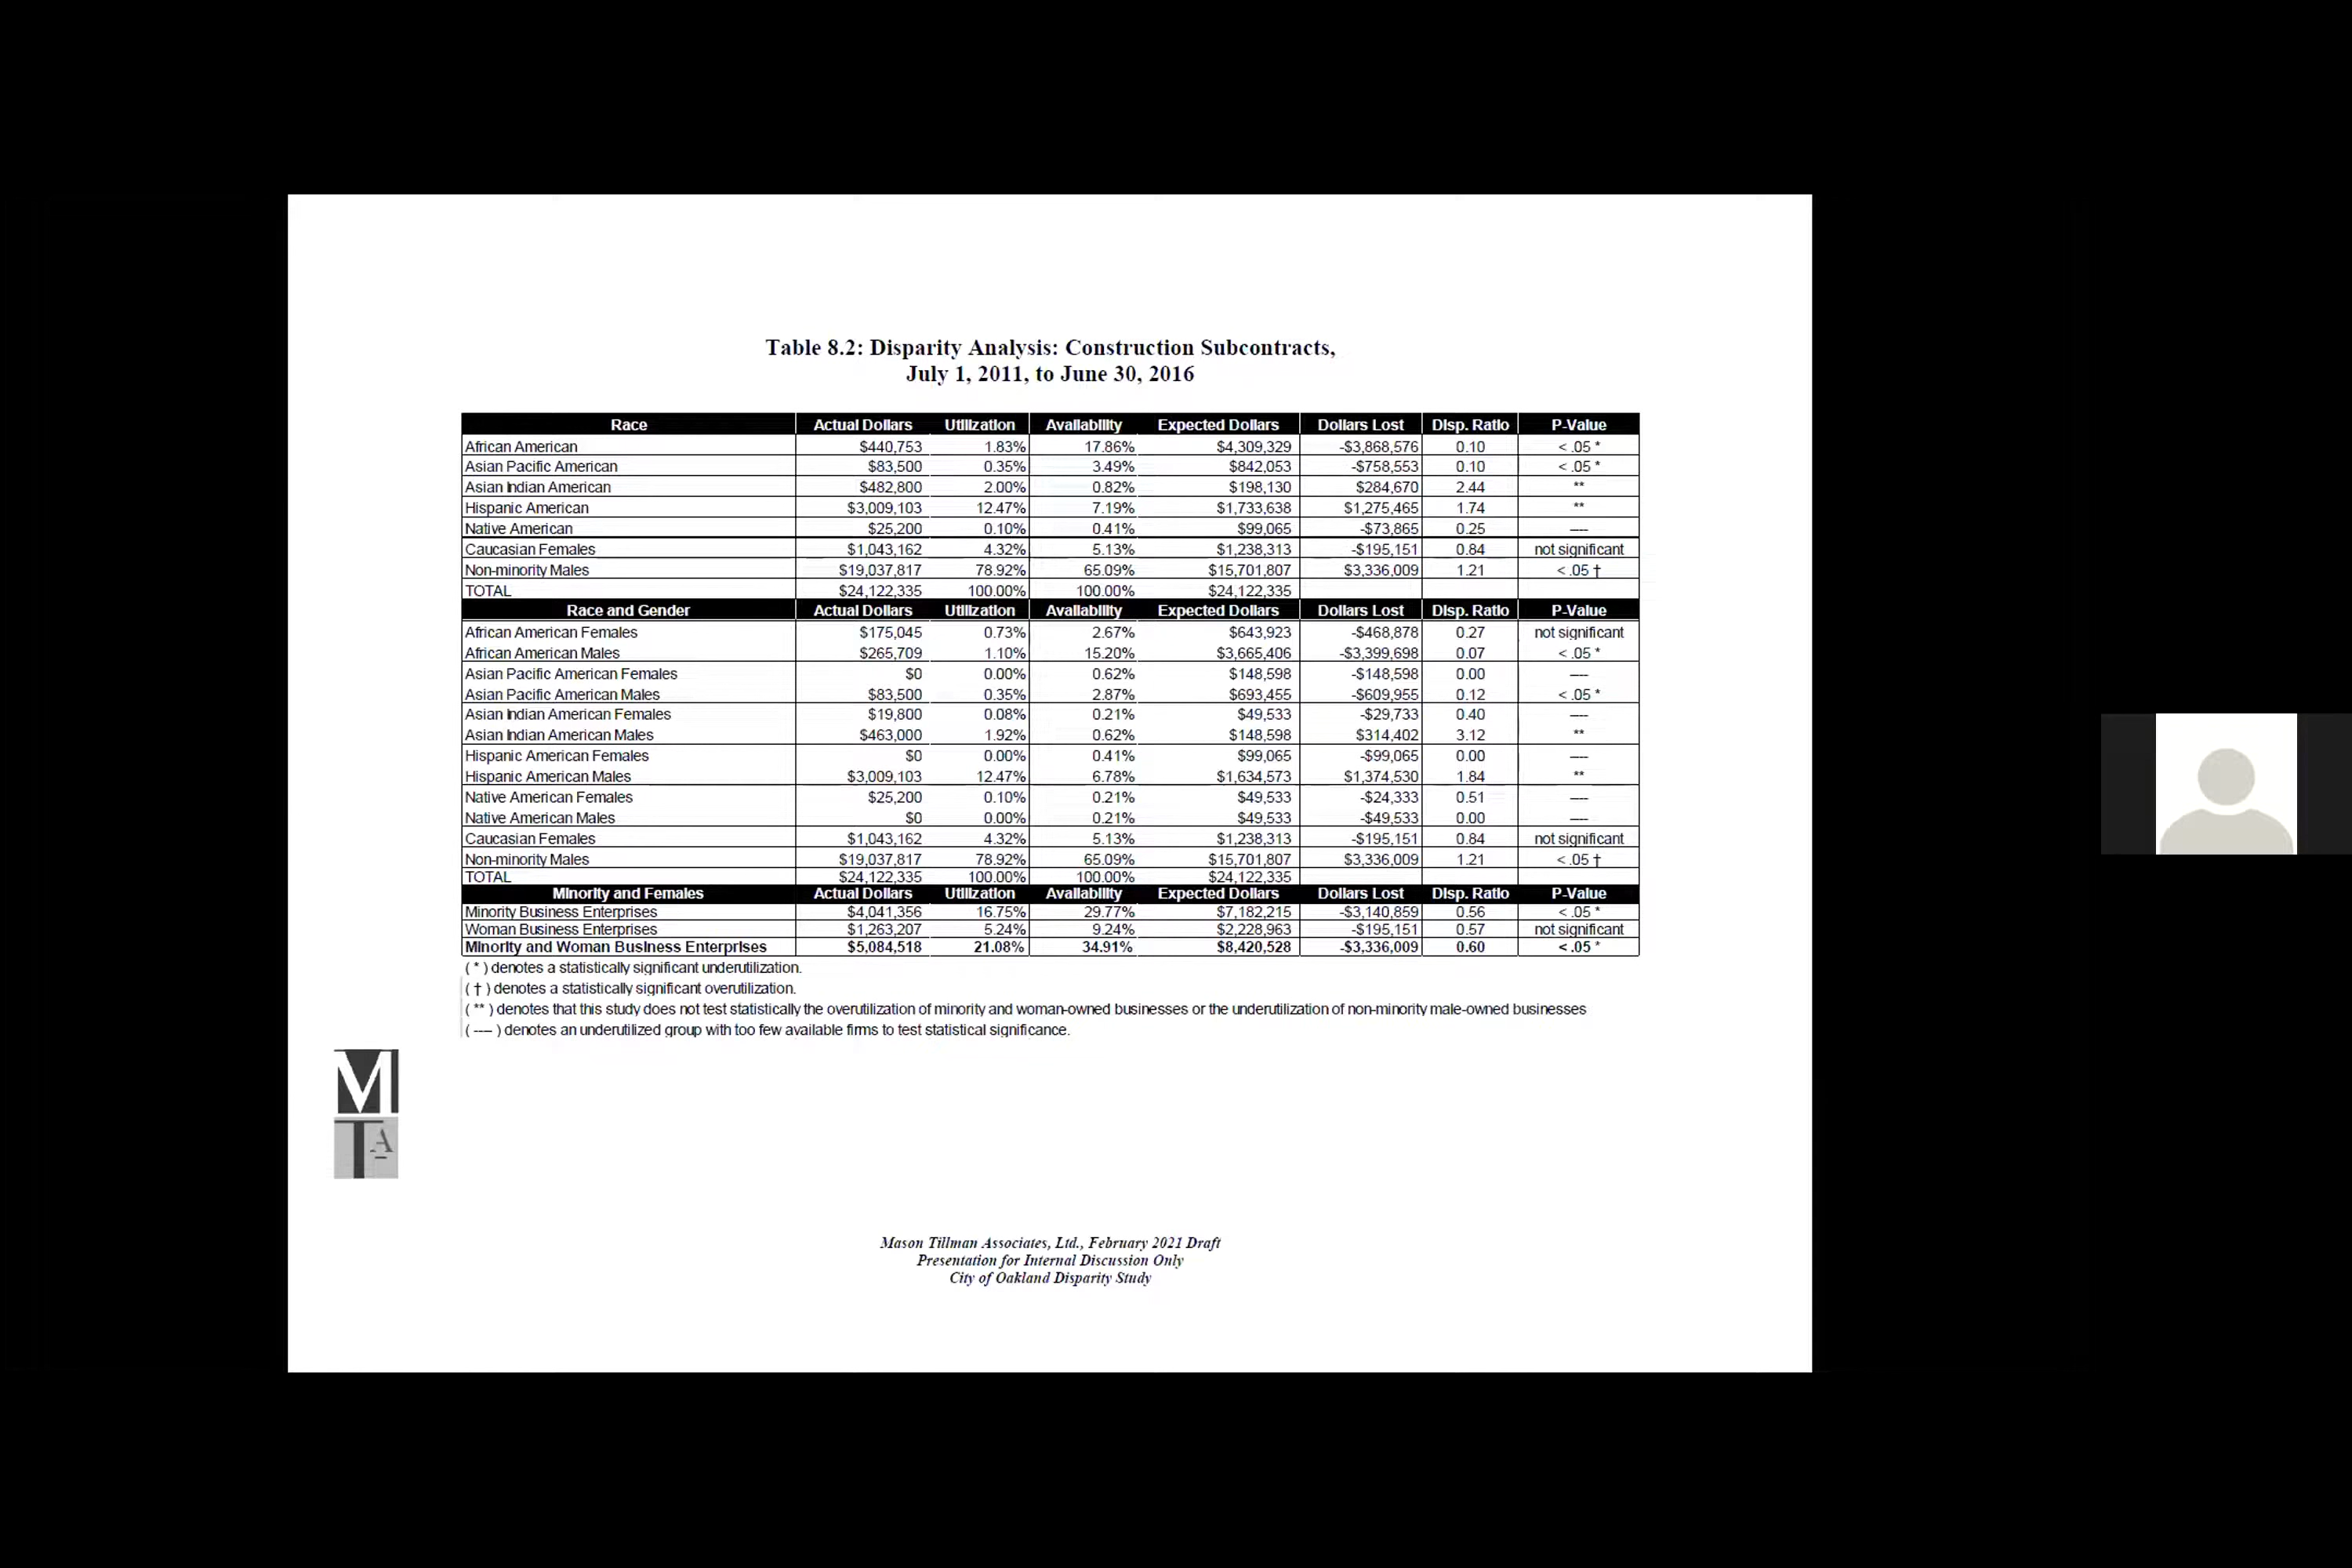 Table 8.2: Disparity Analysis: Construction Subcontracts,
July 1, 2011, to June 30, 2016
Race Actual Dollars Utilization Availability Expected Dollars Dollars Lost Disp. Ratio P-Value
African American $440,753 1.83% 17.86% $4,309,329 -$3,868,576 0.10 < .05 *
Asian Pacific American $83,500 0.35% 3.49% $842,053 -$758,553 0.10 < .05 *
Asian Indian American $482,800 2.00% 0.82% $198,130 $284,670 2.44 **
Hispanic American $3,009,103 12.47% 7.19% $1,733,638 $1,275,465 1.74 **
Native American $25,200 0.10% 0.41% $99,065 -$73,865 0.25 ----
Caucasian Females $1,043,162 4.32% 5.13% $1,238,313 -$195,151 0.84 not significant
Non-minority Males $19,037,817 78.92% 65.09% $15,701,807 $3,336,009 1.21 < .05 †
TOTAL $24,122,335 100.00% 100.00% $24,122,335
Race and Gender Actual Dollars Utilization Availability Expected Dollars Dollars Lost Disp. Ratio P-Value
African American Females $175,045 0.73% 2.67% $643,923 -$468,878 0.27 not significant
African American Males $265,709 1.10% 15.20% $3,665,406 -$3,399,698 0.07 < .05 *
Asian Pacific American Females $0 0.00% 0.62% $148,598 -$148,598 0.00 ----
Asian Pacific American Males $83,500 0.35% 2.87% $693,455 -$609,955 0.12 < .05 *
Asian Indian American Females $19,800 0.08% 0.21% $49,533 -$29,733 0.40 ----
Asian Indian American Males $463,000 1.92% 0.62% $148,598 $314,402 3.12 **
Hispanic American Females $0 0.00% 0.41% $99,065 -$99,065 0.00 ----
Hispanic American Males $3,009,103 12.47% 6.78% $1,634,573 $1,374,530 1.84 **
Native American Females $25,200 0.10% 0.21% $49,533 -$24,333 0.51 ----
Native American Males $0 0.00% 0.21% $49,533 -$49,533 0.00 ----
Caucasian Females $1,043,162 4.32% 5.13% $1,238,313 -$195,151 0.84 not significant
Non-minority Males $19,037,817 78.92% 65.09% $15,701,807 $3,336,009 1.21 < .05 †
TOTAL $24,122,335 100.00% 100.00% $24,122,335
Minority and Females Actual Dollars Utilization Availability Expected Dollars Dollars Lost Disp. Ratio P-Value
Minority Business Enterprises $4,041,356 16.75% 29.77% $7,182,215 -$3,140,859 0.56 < .05 *
Woman Business Enterprises $1,263,207 5.24% 9.24% $2,228,963 -$195,151 0.57 not significant
Minority and Woman Business Enterprises $5,084,518 21.08% 34.91% $8,420,528 -$3,336,009 0.60 < .05 *
( * ) denotes a statistically significant underutilization.
( † ) denotes a statistically significant overutilization.
( ** ) denotes that this study does not test statistically the overutilization of minority and woman-owned businesses or the underutilization of non-minority male-owned businesses
( ---- ) denotes an underutilized group with too few available firms to test statistical significance.
M
TA
Mason Tillman Associates, Ltd., February 2021 Draft
Presentation for Internal Discussion Only
City of Oakland Disparity Study